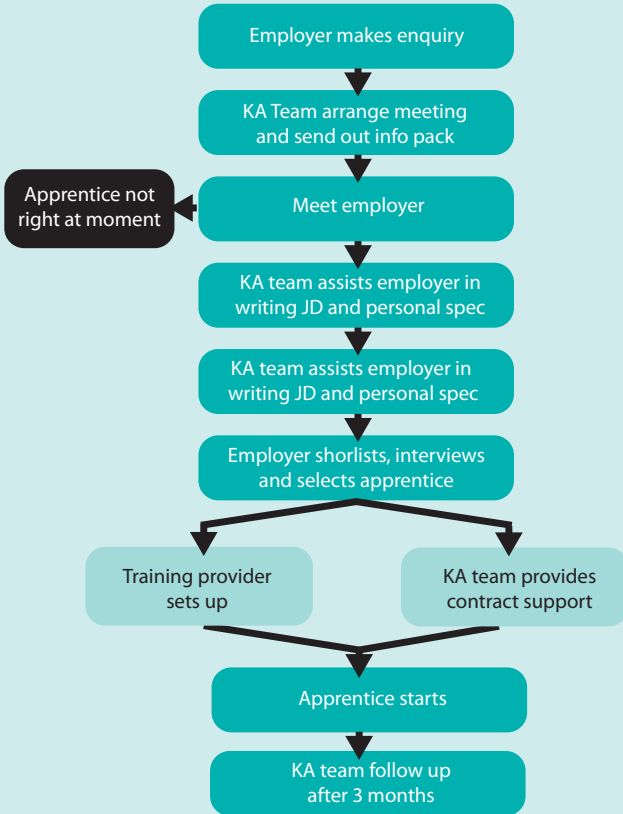 Employer makes enquiry
KA Team arrange meeting
and send out info pack
Apprentice not
right at moment
Meet employer
KA team assists employer in
writing JD and personal spec
KA team assists employer in
writing JD and personal spec
Employer shorlists, interviews
and selects apprentice
Training provider
sets up
KA team provides
contract support
Apprentice starts
KA team follow up
after 3 months